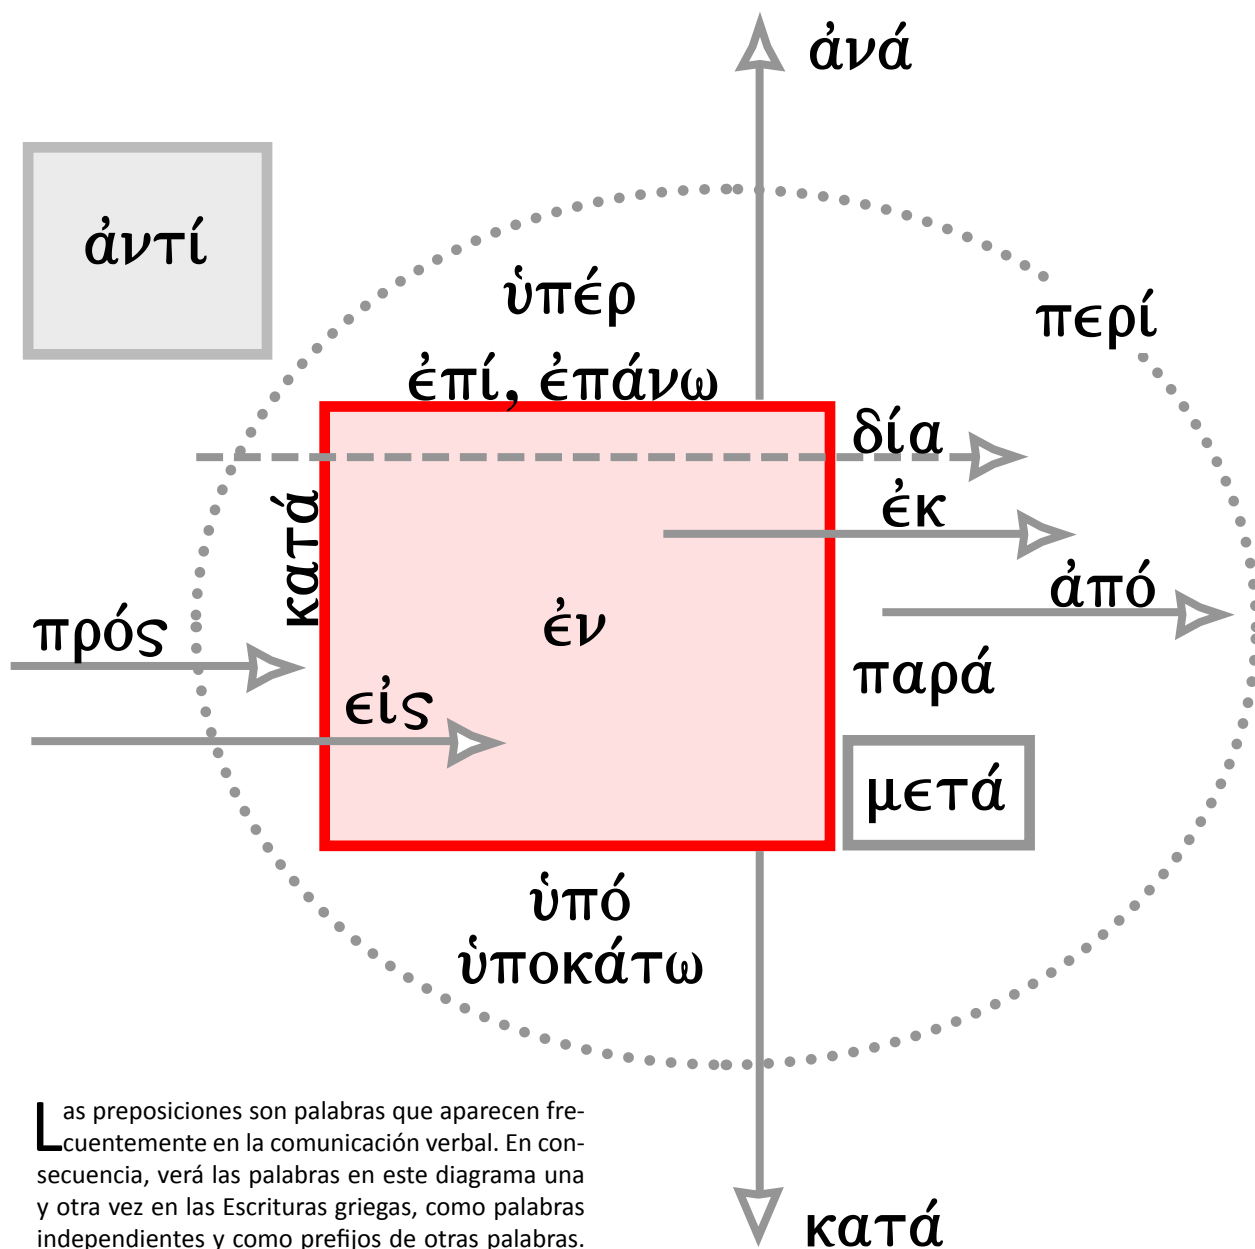 ἀνά
ἀντί
ὑπέρ
περί
ἐπί, ἐπάνω
δία
κατά
ἐκ
ἀπό
ἐν
πρός
παρά
εἰς
μετά
ὑπό
ὑποκάτω
Las preposiciones son palabras que aparecen fre-
cuentemente en la comunicación verbal. En con-
secuencia, verá las palabras en este diagrama una
y otra vez en las Escrituras griegas, como palabras
independientes y como prefijos de otras palabras.
κατά